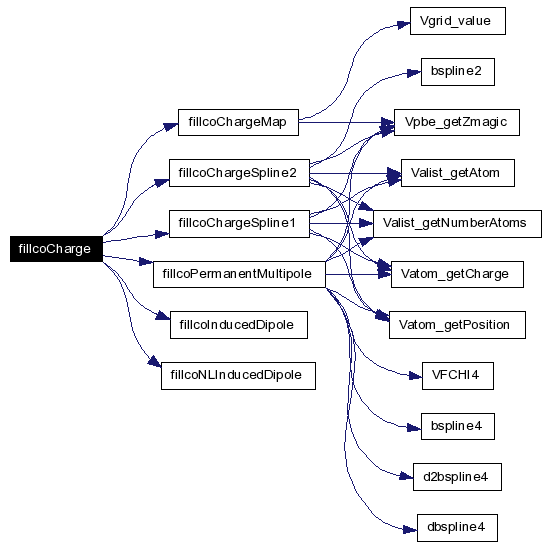 fillcoCharge
fillcoChargeMap
fillcoChargeSpline2
fillcoChargeSpline1
fillcoPermanentMultipole
fillcoInducedDipole
fillcoNLInducedDipole
Vgrid_value
bspline2
Vpbe_getZmagic
Valist_getAtom
Valist_getNumberAtoms
Vatom_getCharge
Vatom_getPosition
VFCHI4
bspline4
d2bspline4
dbspline4